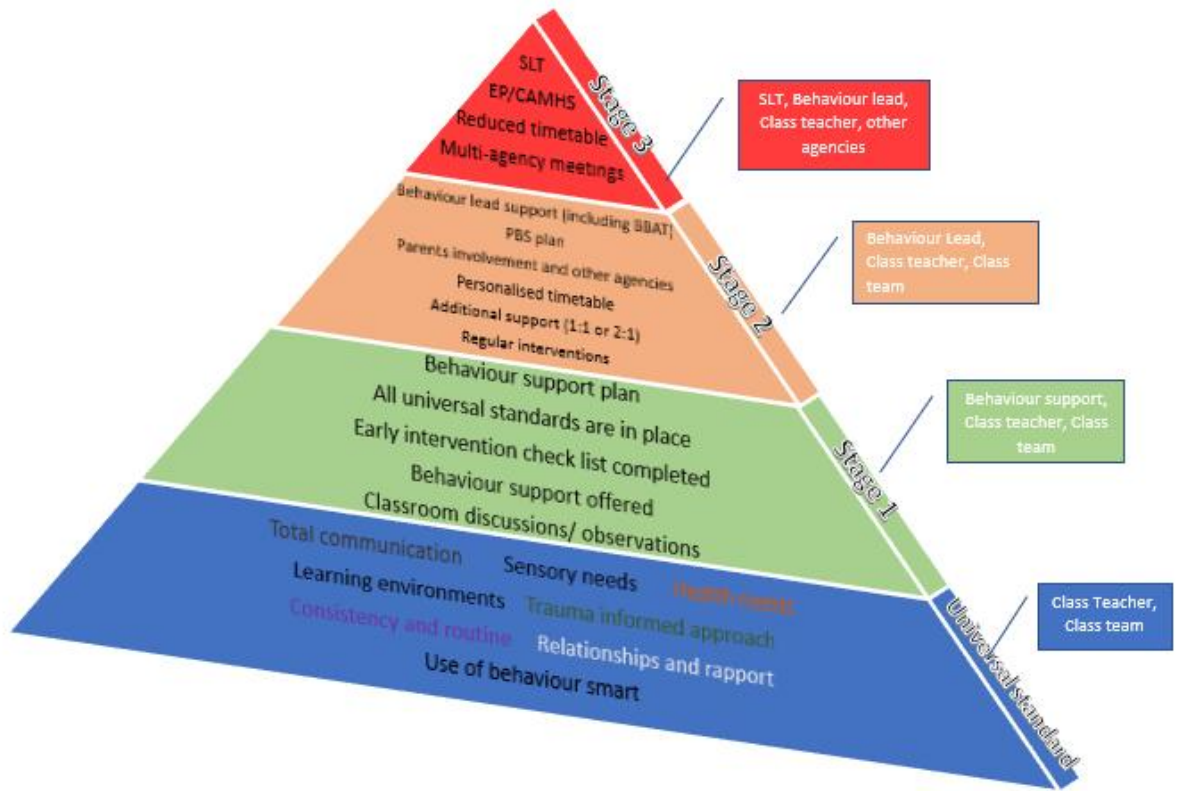 SLT
EP/CAMHS
Reduced timetable
Multi-agency meetings
Stage 3
SLT, Behaviour lead,
Class teacher, other
agencies
Behaviour lead support (including BBAT)
PBS plan
Parents involvement and other agencies
Personalised timetable
Additional support (1:1 or 2:1)
Regular interventions
Stage 2
Behaviour Lead,
Class teacher, Class
team
Behaviour support plan
All universal standards are in place
Early intervention check list completed
Behaviour support offered
Classroom discussions/ observations
Stage 1
Behaviour support,
Class teacher, Class
team
Total communication
Sensory needs
Health needs
Learning environments
Trauma informed approach
Consistency and routine
Relationships and rapport
Use of behaviour smart
Universal standard
Class Teacher,
Class team